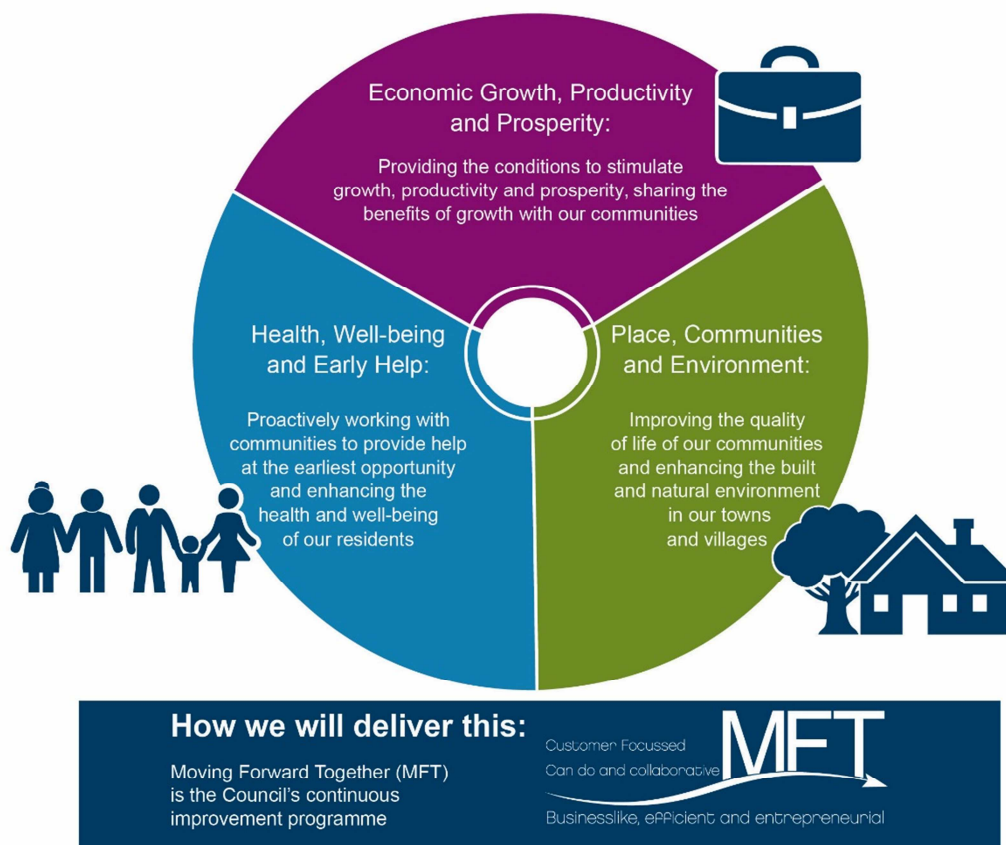 Economic Growth, Productivity
and Prosperity:
Providing the conditions to stimulate
growth, productivity and prosperity, sharing the
benefits of growth with our communities
Health, Well-being
and Early Help:
Proactively working with
communities to provide help
at the earliest opportunity
and enhancing the
health and well-being
of our residents
Place, Communities
and Environment:
Improving the quality
of life of our communities
and enhancing the built
and natural environment
in our towns
and villages
How we will deliver this:
Moving Forward Together (MFT)
is the Council's continuous
improvement programme
Customer Focussed
Can do and collaborative
MFT
Businesslike, efficient and entrepreneurial